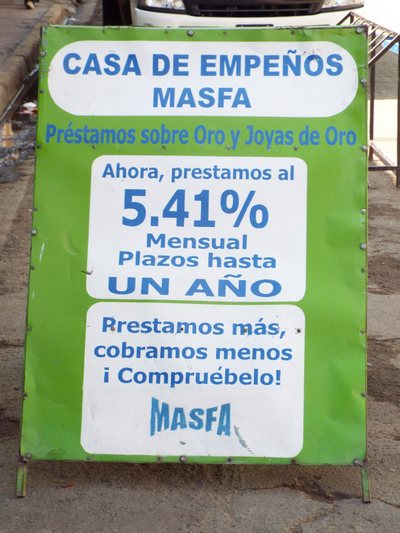 CASA DE EMPEÑOS
MASFA
Préstamos sobre Oro y Joyas de Oro
Ahora, prestamos al
5.41%
Mensual
Plazos hasta
UN AÑO
Prestamos más,
cobramos menos
¡ Compruébelo!
MASFA